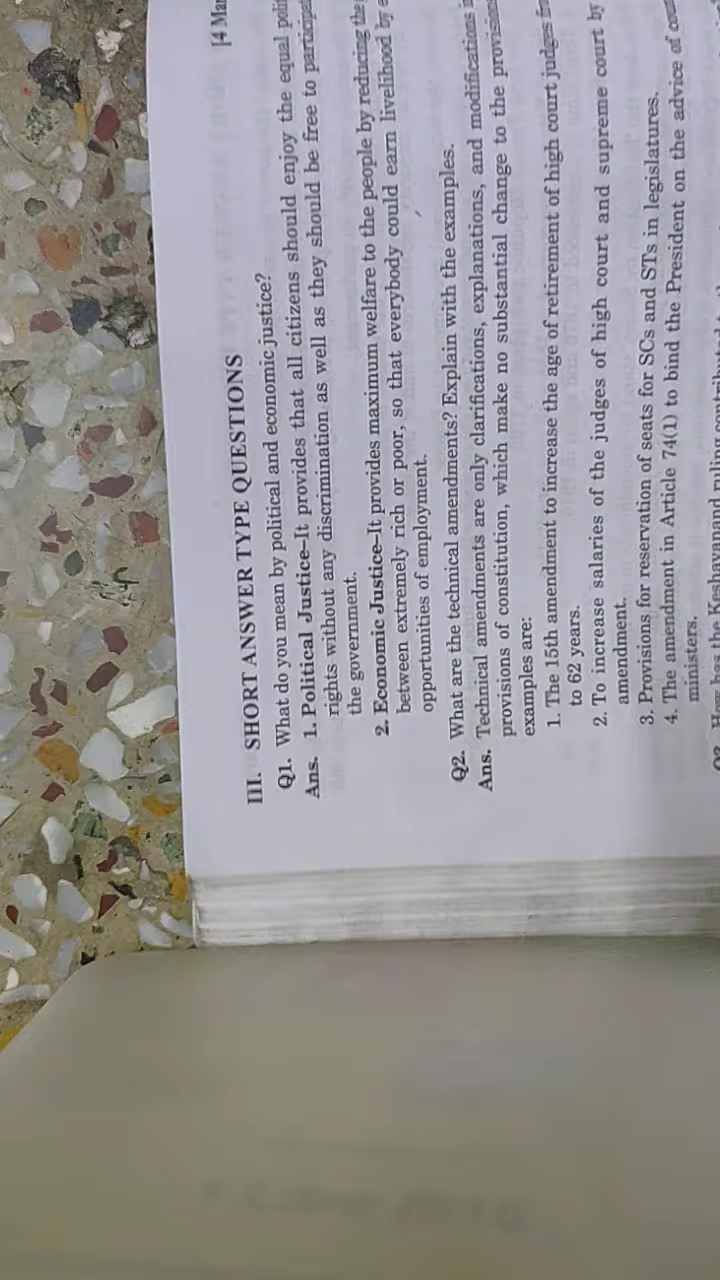 [4 Mar
III. SHORT ANSWER TYPE QUESTIONS
Q1. What do you mean by political and economic justice?
Ans. 1. Political Justice–It provides that all citizens should enjoy the equal
rights without any discrimination as well as they should be free to
the government.
2. Economic Justice–It provides maximum welfare to the people by reducing the
between extremely rich or poor, so that everybody could earn livelihood by
opportunities of employment.
Q2. What are the technical amendments? Explain with the examples.
Ans. Technical amendments are only clarifications, explanations, and modifications
provisions of constitution, which make no substantial change to the
examples are:
1. The 15th amendment to increase the age of retirement of high court judges
to 62 years.
2. To increase salaries of the judges of high court and supreme court by
amendment.
3. Provisions for reservation of seats for SCs and STs in legislatures.
4. The amendment in Article 74(1) to bind the President on the advice of
ministers.